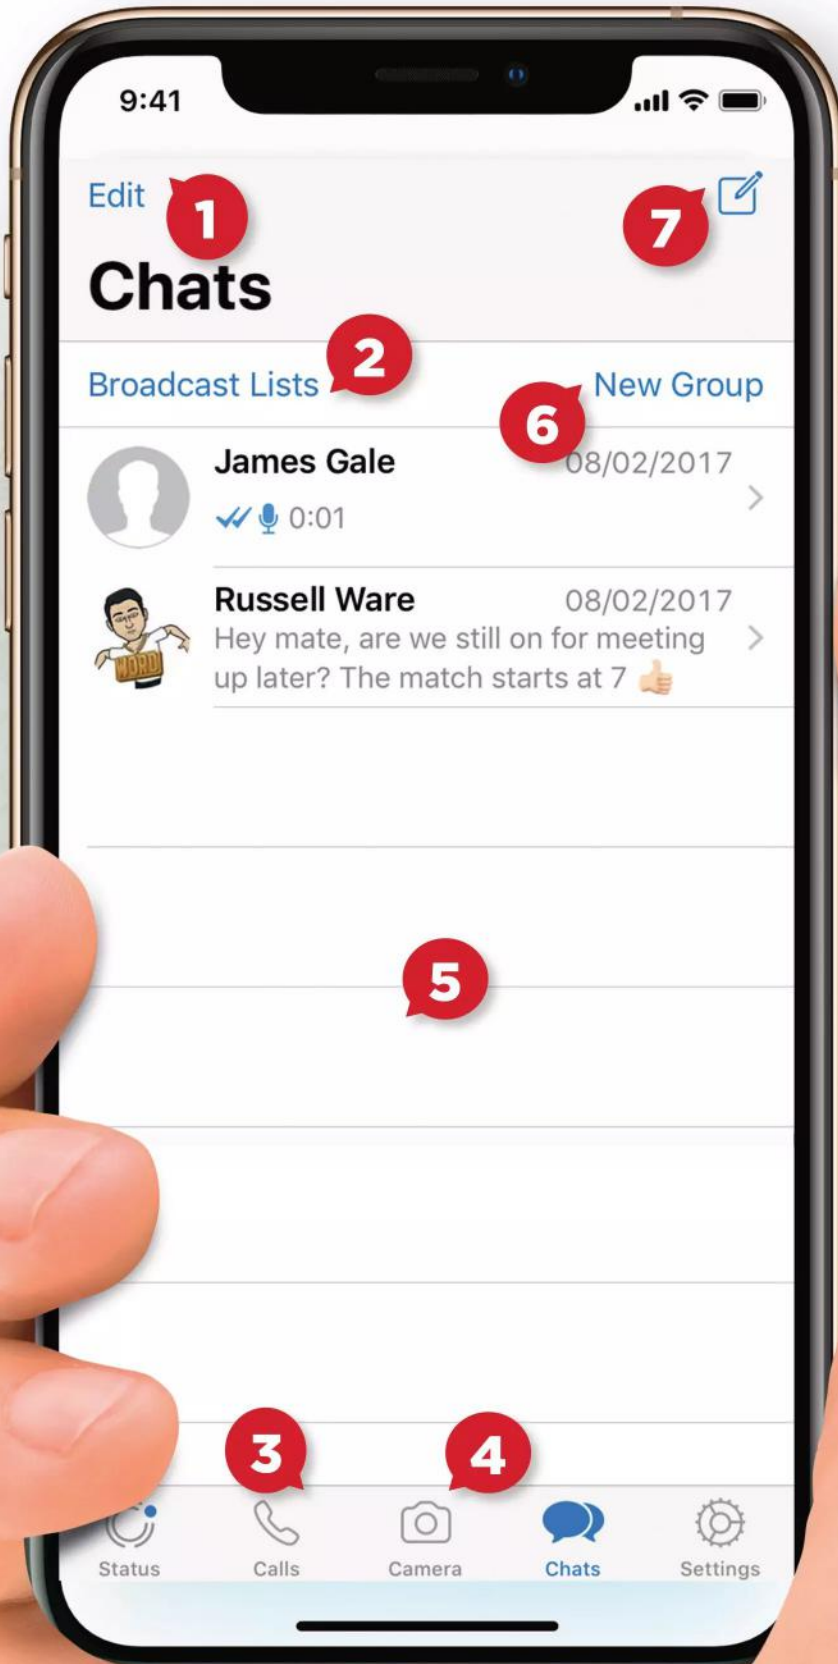 9:41
Edit
1
7
Chats
2
Broadcast Lists
6
New Group
James Gale
08/02/2017
0:01
Russell Ware
08/02/2017
Hey mate, are we still on for meeting
up later? The match starts at 7 👍🏻
WORD
5
3
4
Status
Calls
Camera
Chats
Settings